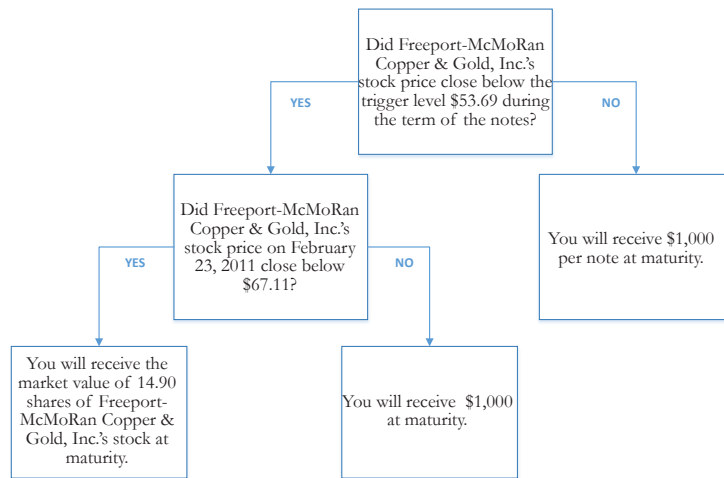 Did Freeport-McMoRan
Copper & Gold, Inc.'s
stock price close below the
trigger level $53.69 during
the term of the notes?
YES
NO
Did Freeport-McMoRan
Copper & Gold, Inc.'s
stock price on February
23, 2011 close below
$67.11?
You will receive $1,000
per note at maturity.
YES
NO
You will receive the
market value of 14.90
shares of Freeport-
McMoRan Copper &
Gold, Inc.'s stock at
maturity.
You will receive $1,000
at maturity.